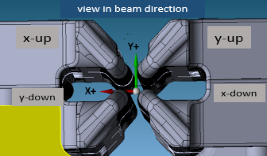 view in beam direction
x-up
y-up
Y+
X+
y-down
x-down